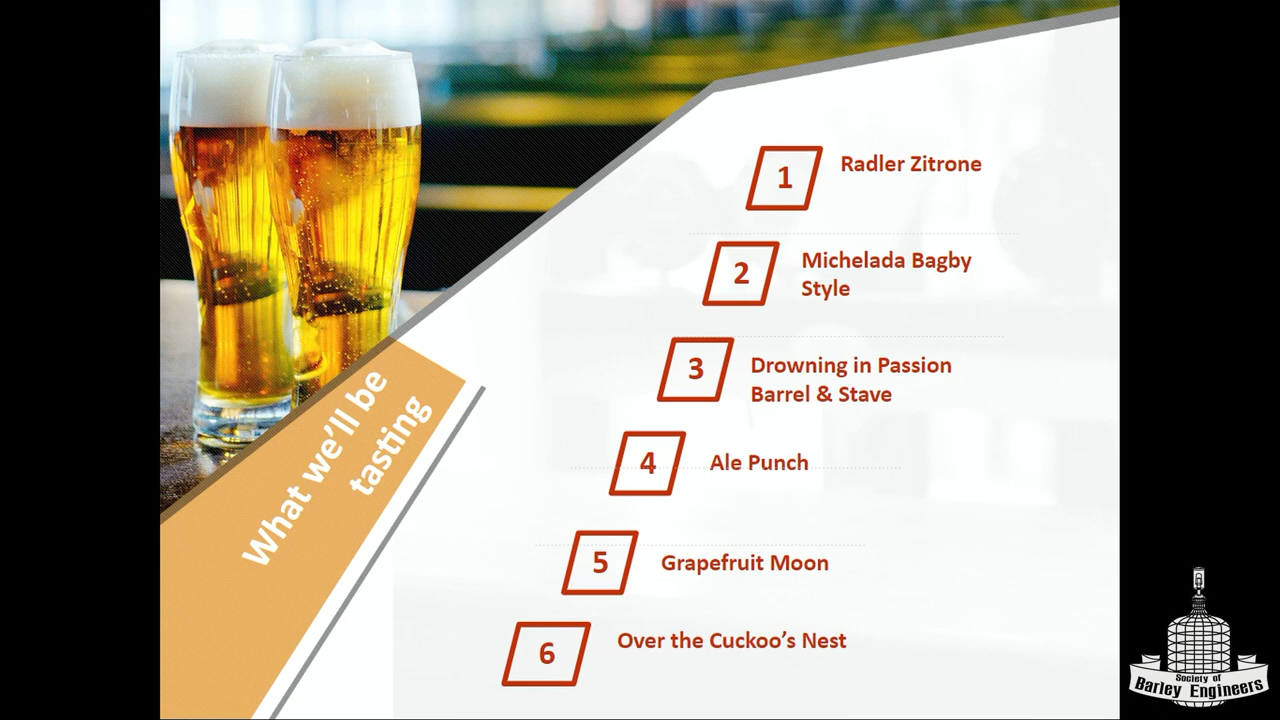 What we'll be
tasting
1
Radler Zitrone
2
Michelada Bagby
Style
3
Drowning in Passion
Barrel & Stave
4
Ale Punch
5
Grapefruit Moon
6
Over the Cuckoo's Nest
Society of
Barley Engineers